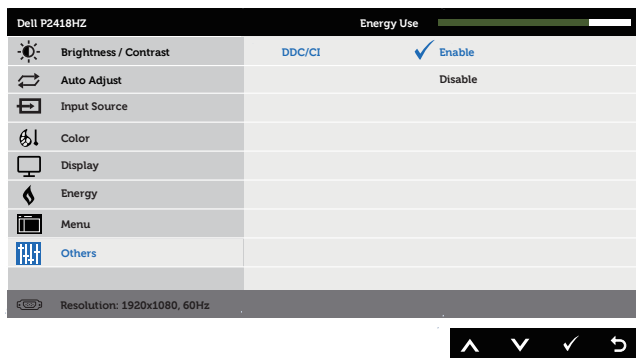 Dell P2418HZ Energy Use
Brightness / Contrast DDC/CI Enable
Auto Adjust Disable
Input Source
Color
Display
Energy
Menu
Others
Resolution: 1920x1080, 60Hz